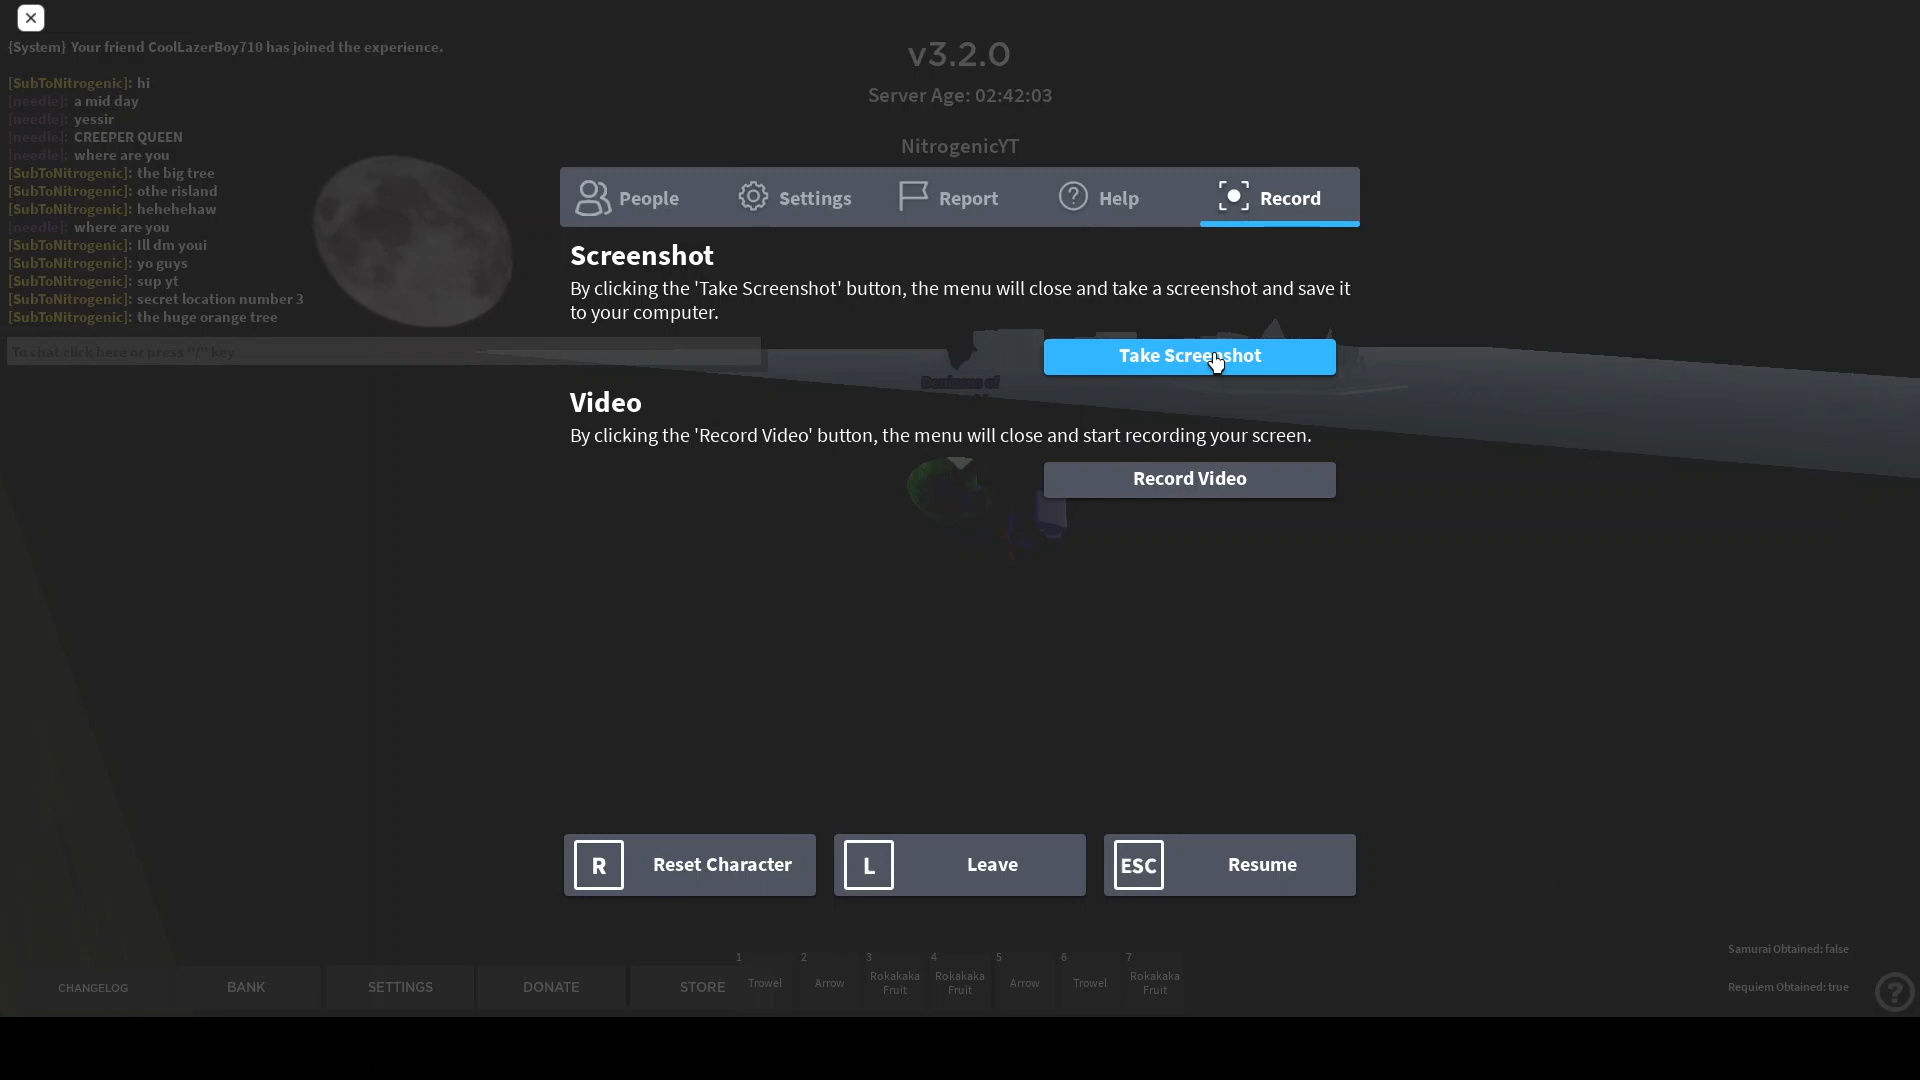 {System} Your friend CoolLazerBoy710 has joined the experience.
[SubToNitrogenic]: hi
[needle]: a mid day
[needle]: yessir
[needle]: CREEPER QUEEN
[needle]: where are you
[SubToNitrogenic]: the big tree
[SubToNitrogenic]: othe risland
[SubToNitrogenic]: hehehehaw
[needle]: where are you
[SubToNitrogenic]: Ill dm youi
[SubToNitrogenic]: yo guys
[SubToNitrogenic]: sup yt
[SubToNitrogenic]: secret location number 3
[SubToNitrogenic]: the huge orange tree
To chat click here or press "/" key
v3.2.0
Server Age: 02:42:03
NitrogenicYT
People
Settings
Report
Help
Record
Screenshot
By clicking the 'Take Screenshot' button, the menu will close and take a screenshot and save it
to your computer.
Take Screenshot
Denizens of
Video
By clicking the 'Record Video' button, the menu will close and start recording your screen.
Record Video
R Reset Character
L Leave
ESC Resume
CHANGELOG
BANK
SETTINGS
DONATE
STORE
1 Trowel
2 Arrow
3 Rokakaka
Fruit
4 Rokakaka
Fruit
5 Arrow
6 Trowel
7 Rokakaka
Fruit
Samurai Obtained: false
Requiem Obtained: true
?